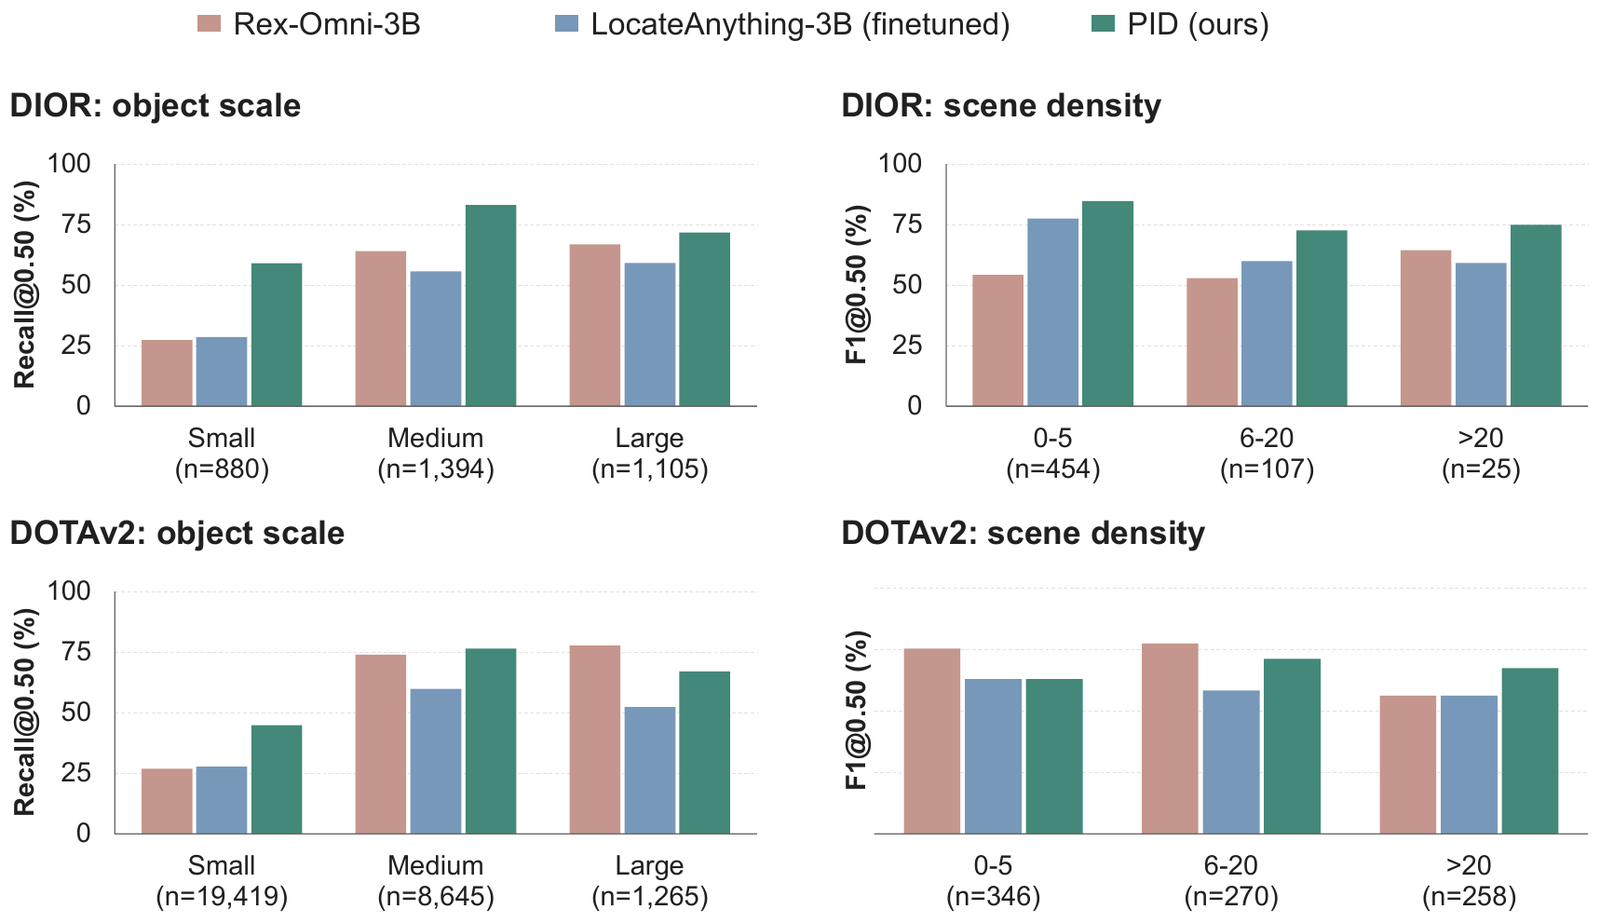 Rex-Omni-3B
LocateAnything-3B (finetuned)
PID (ours)
DIOR: object scale
Recall@0.50 (%)
100
75
50
25
0
Small
(n=880)
Medium
(n=1,394)
Large
(n=1,105)
DIOR: scene density
F1@0.50 (%)
100
75
50
25
0
0-5
(n=454)
6-20
(n=107)
>20
(n=25)
DOTAv2: object scale
Recall@0.50 (%)
100
75
50
25
0
Small
(n=19,419)
Medium
(n=8,645)
Large
(n=1,265)
DOTAv2: scene density
F1@0.50 (%)
0-5
(n=346)
6-20
(n=270)
>20
(n=258)